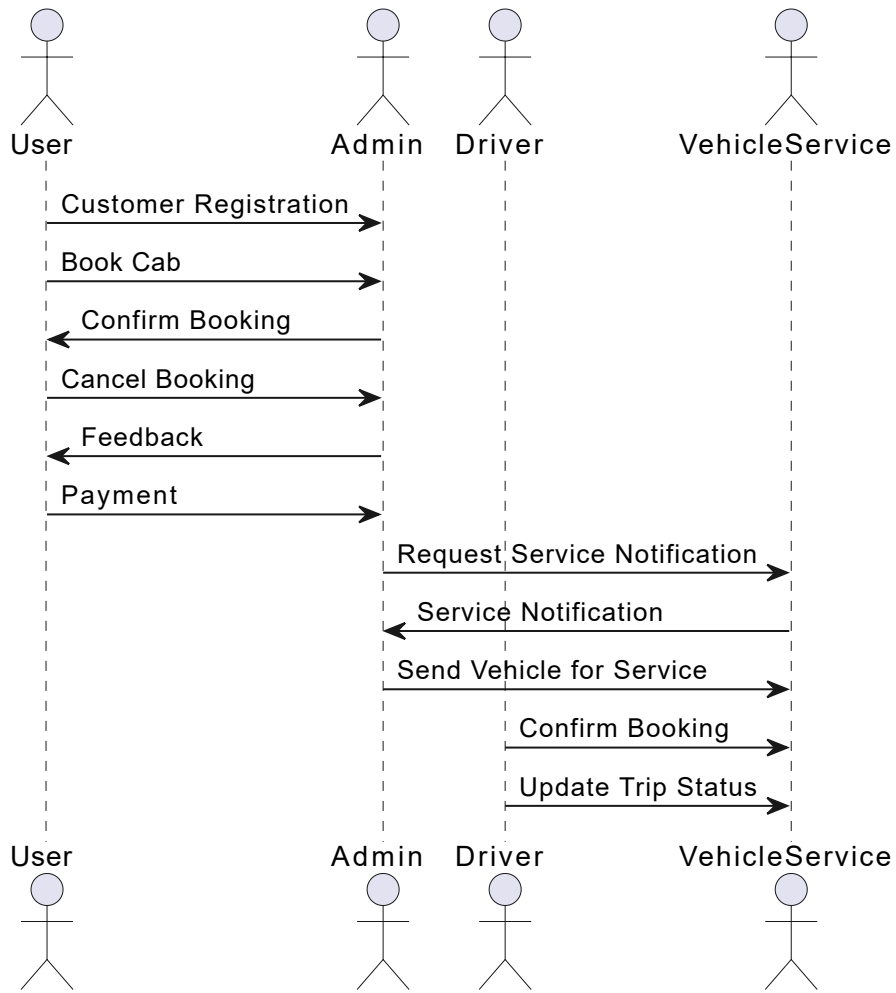 User Admin Driver VehicleService
Customer Registration
Book Cab
Confirm Booking
Cancel Booking
Feedback
Payment
Request Service Notification
Service Notification
Send Vehicle for Service
Confirm Booking
Update Trip Status
User Admin Driver VehicleService